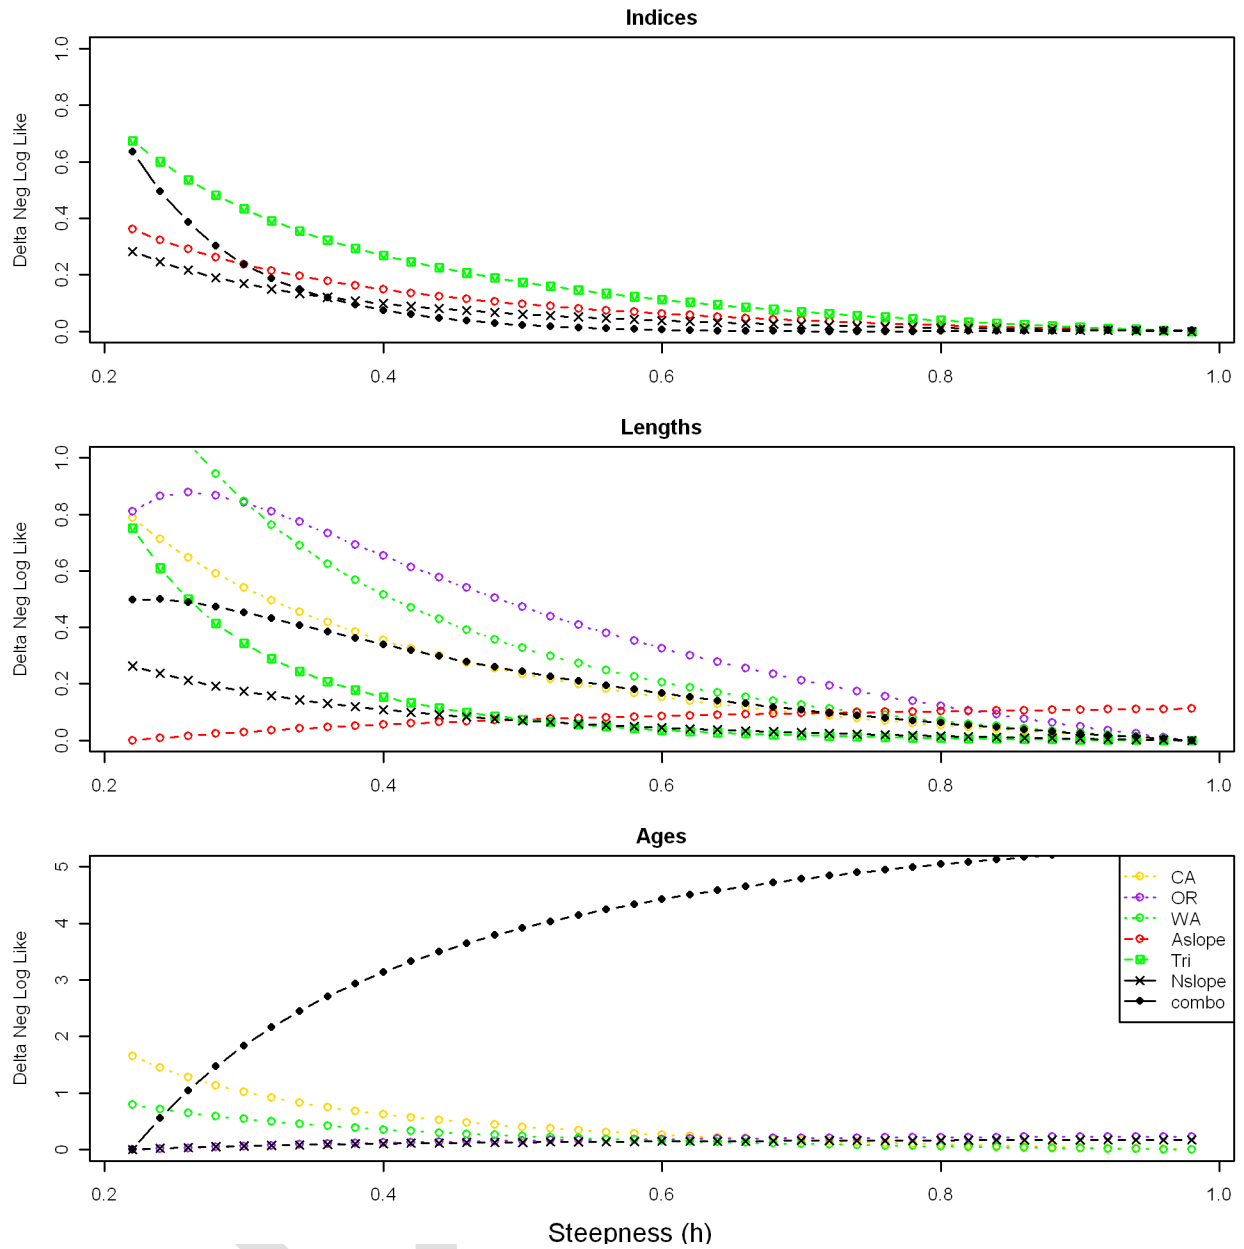 Indices
Delta Neg Log Like
0.0 0.2 0.4 0.6 0.8 1.0
0.2 0.4 0.6 0.8 1.0
Lengths
Delta Neg Log Like
0.0 0.2 0.4 0.6 0.8 1.0
0.2 0.4 0.6 0.8 1.0
Ages
Delta Neg Log Like
0 1 2 3 4 5
CA
OR
WA
Aslope
Tri
Nslope
combo
0.2 0.4 0.6 0.8 1.0
Steepness (h)